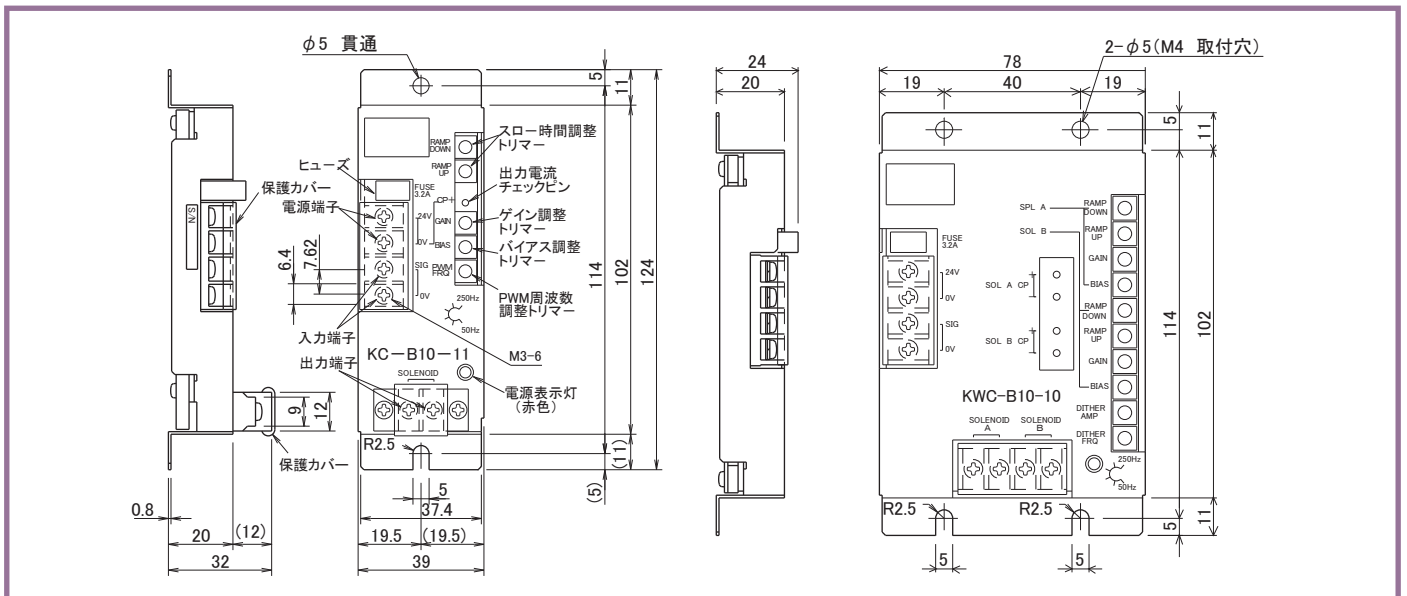 φ5 貫通
5
11
スロー時間調整
トリマー
RAMP
DOWN
RAMP
UP
ヒューズ
保護カバー
FUSE
3.2A
出力電流
チェックピン
CP+
電源端子
24V
GAIN
ゲイン調整
トリマー
0V
BIAS
バイアス調整
トリマー
S/N
6.4
7.62
SIG
PWM
FRQ
0V
PWM周波数
調整トリマー
250Hz
50Hz
入力端子
M3-6
出力端子
KC-B10-11
SOLENOID
電源表示灯
(赤色)
114
102
124
9
12
保護カバー
R2.5
(11)
(5)
5
37.4
0.8
20
(12)
19.5
(19.5)
32
39
24
20
2-φ5(M4 取付穴)
78
19
40
19
5
11
SPL A
RAMP
DOWN
SOL B
RAMP
UP
FUSE
3.2A
GAIN
24V
SOL A CP
+
BIAS
0V
RAMP
DOWN
SIG
+
RAMP
UP
0V
SOL B CP
GAIN
BIAS
KWC-B10-10
DITHER
AMP
SOLENOID
A
SOLENOID
B
DITHER
FRQ
250Hz
50Hz
114
102
R2.5
R2.5
5
11
5
5